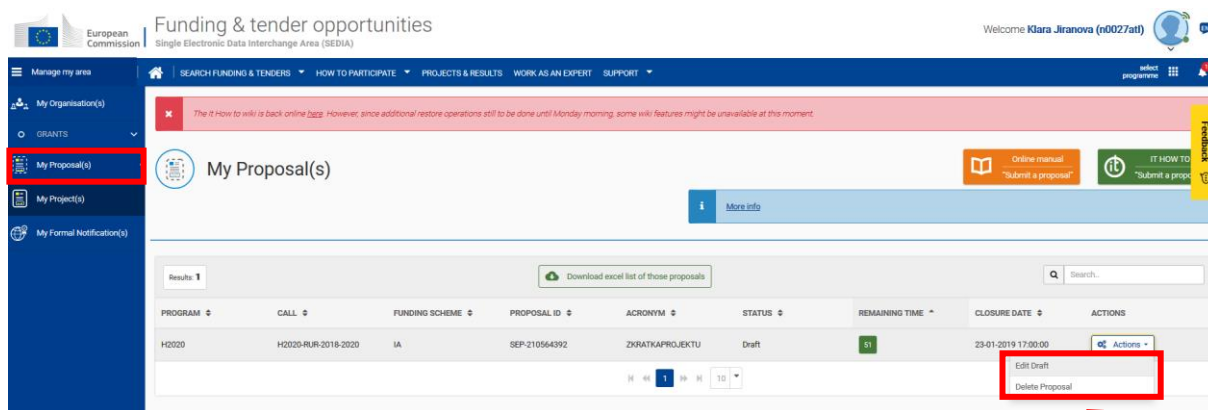 European
Commission
Funding & tender opportunities
Single Electronic Data Interchange Area (SEDIA)
Welcome Klara Jiranova (n0027atl)
Manage my area
SEARCH FUNDING & TENDERS HOW TO PARTICIPATE PROJECTS & RESULTS WORK AS AN EXPERT SUPPORT
select
programme
My Organisation(s)
GRANTS
My Proposal(s)
My Project(s)
My Formal Notification(s)
The It How to wiki is back online here. However, since additional restore operations still to be done until Monday morning, some wiki features might be unavailable at this moment.
Feedback
My Proposal(s)
Online manual
"Submit a proposal"
IT HOW TO
"Submit a propo
i More info
Results: 1
Download excel list of those proposals
Search..
PROGRAM CALL FUNDING SCHEME PROPOSAL ID ACRONYM STATUS REMAINING TIME CLOSURE DATE ACTIONS
H2020 H2020-RUR-2018-2020 IA SEP-210564392 ZKRATKAPROJEKTU Draft 51 23-01-2019 17:00:00 Actions
1 10
Edit Draft
Delete Proposal